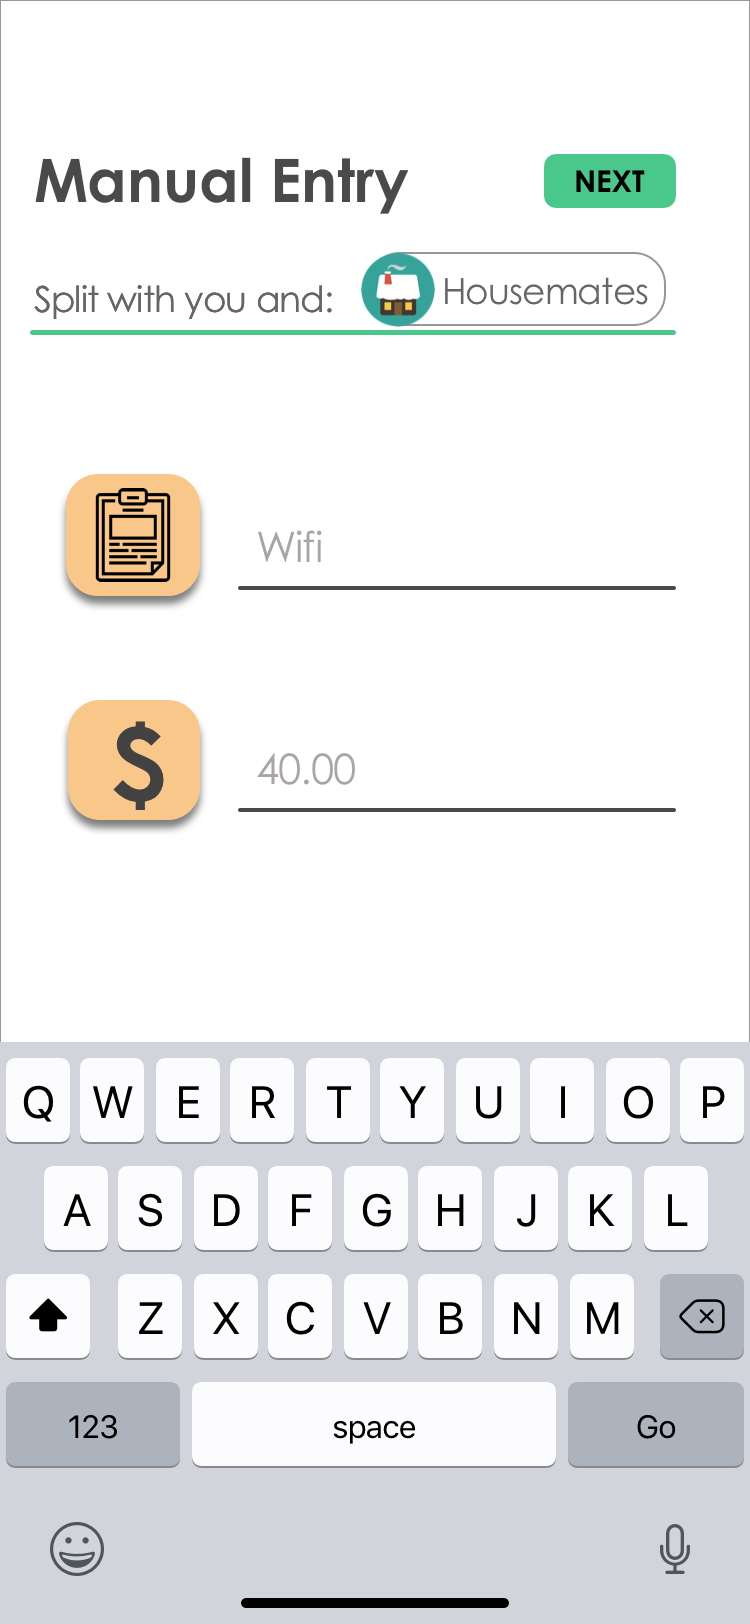 Manual Entry
NEXT
Split with you and:
Housemates
Wifi
$
40.00
Q W E R T Y U I O P
A S D F G H J K L
Z X C V B N M
123
space
Go